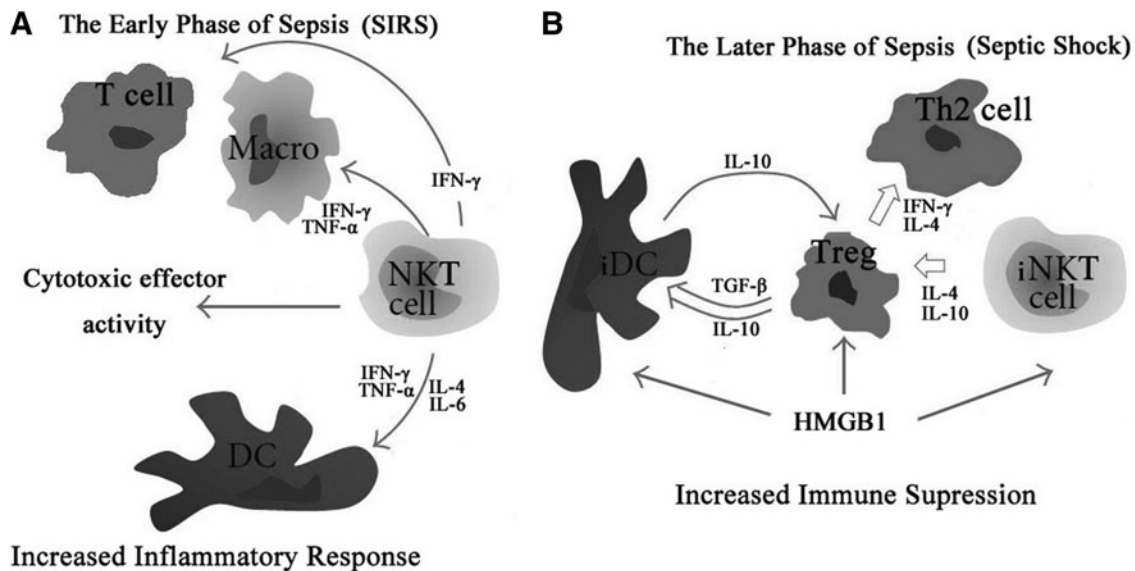 A
The Early Phase of Sepsis (SIRS)
T cell
Macro
IFN-γ
IFN-γ
TNF-α
NKT
cell
Cytotoxic effector
activity
IFN-γ
TNF-α
IL-4
IL-6
DC
Increased Inflammatory Response
B
The Later Phase of Sepsis (Septic Shock)
Th2 cell
IL-10
IFN-γ
IL-4
iDC
Treg
iNKT
cell
TGF-β
IL-10
IL-4
IL-10
HMGB1
Increased Immune Supression